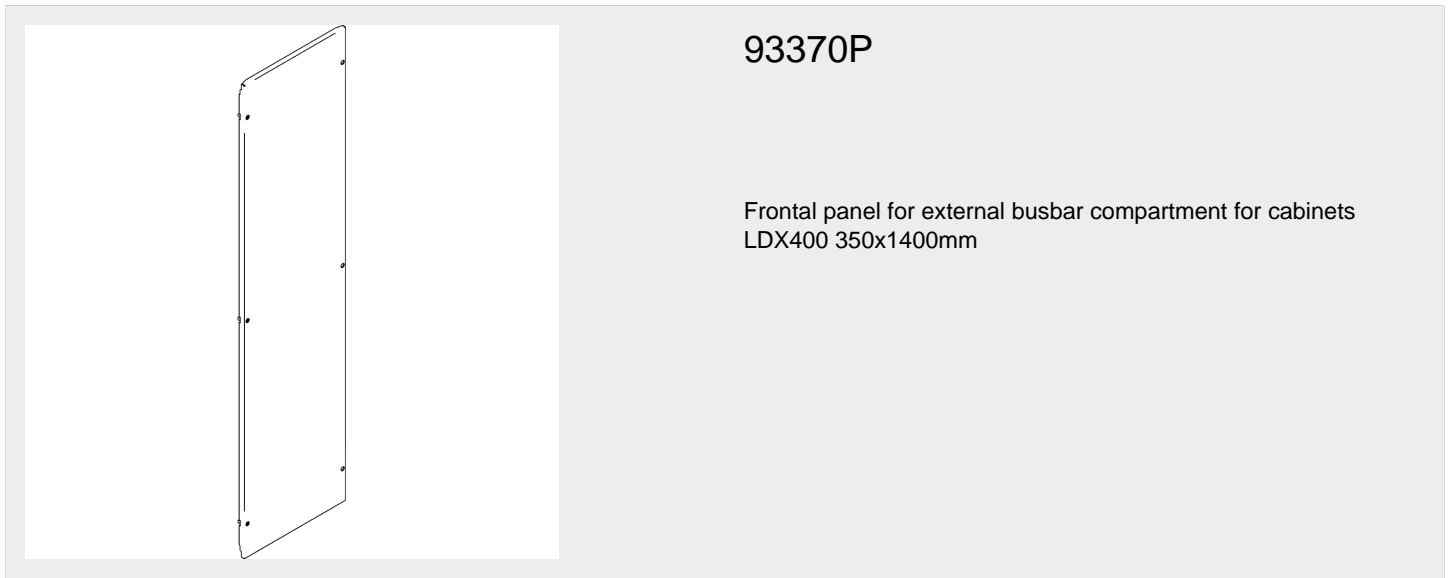 93370P
Frontal panel for external busbar compartment for cabinets
LDX400 350x1400mm